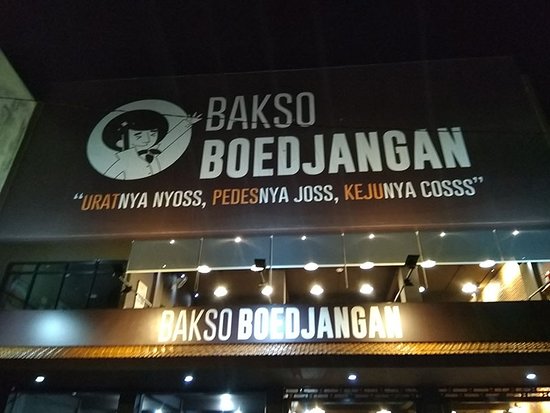 BAKSO
BOEDJANGAN
"URATNYA NYOSS, PEDESNYA JOSS, KEJUNYA COSSS"
BAKSO BOEDJANGAN